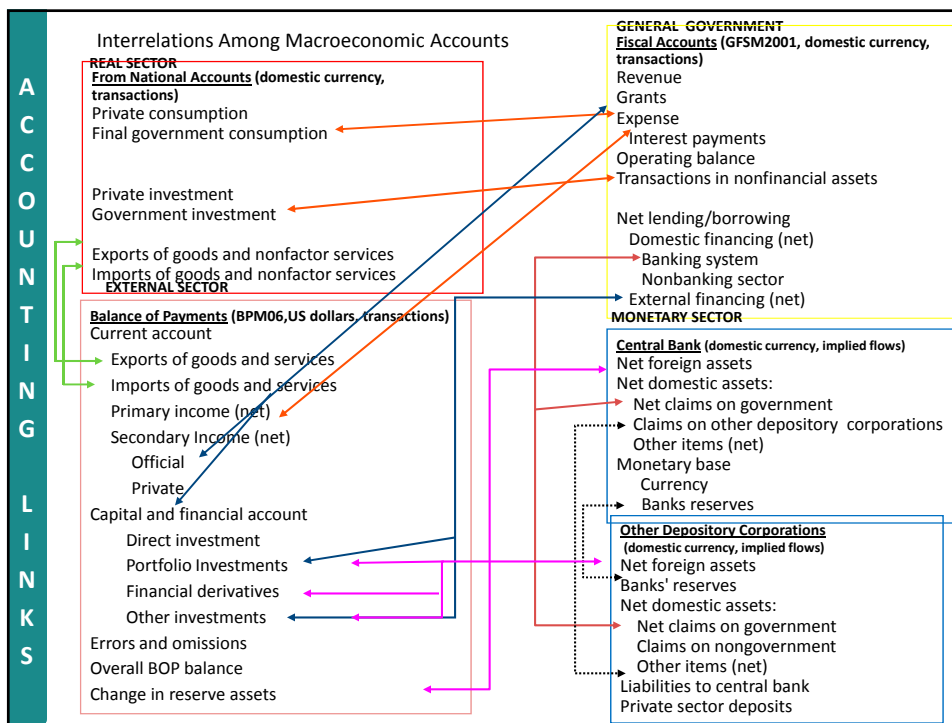 ACCOUNTING LINKS
Interrelations Among Macroeconomic Accounts
REAL SECTOR
From National Accounts (domestic currency,
transactions)
Private consumption
Final government consumption
Private investment
Government investment
Exports of goods and nonfactor services
Imports of goods and nonfactor services
EXTERNAL SECTOR
Balance of Payments (BPM06,US dollars, transactions)
Current account
Exports of goods and services
Imports of goods and services
Primary income (net)
Secondary Income (net)
Official
Private
Capital and financial account
Direct investment
Portfolio Investments
Financial derivatives
Other investments
Errors and omissions
Overall BOP balance
Change in reserve assets
GENERAL GOVERNMENT
Fiscal Accounts (GFSM2001, domestic currency,
transactions)
Revenue
Grants
Expense
Interest payments
Operating balance
Transactions in nonfinancial assets
Net lending/borrowing
Domestic financing (net)
Banking system
Nonbanking sector
External financing (net)
MONETARY SECTOR
Central Bank (domestic currency, implied flows)
Net foreign assets
Net domestic assets:
Net claims on government
Claims on other depository corporations
Other items (net)
Monetary base
Currency
Banks reserves
Other Depository Corporations
(domestic currency, implied flows)
Net foreign assets
Banks' reserves
Net domestic assets:
Net claims on government
Claims on nongovernment
Other items (net)
Liabilities to central bank
Private sector deposits